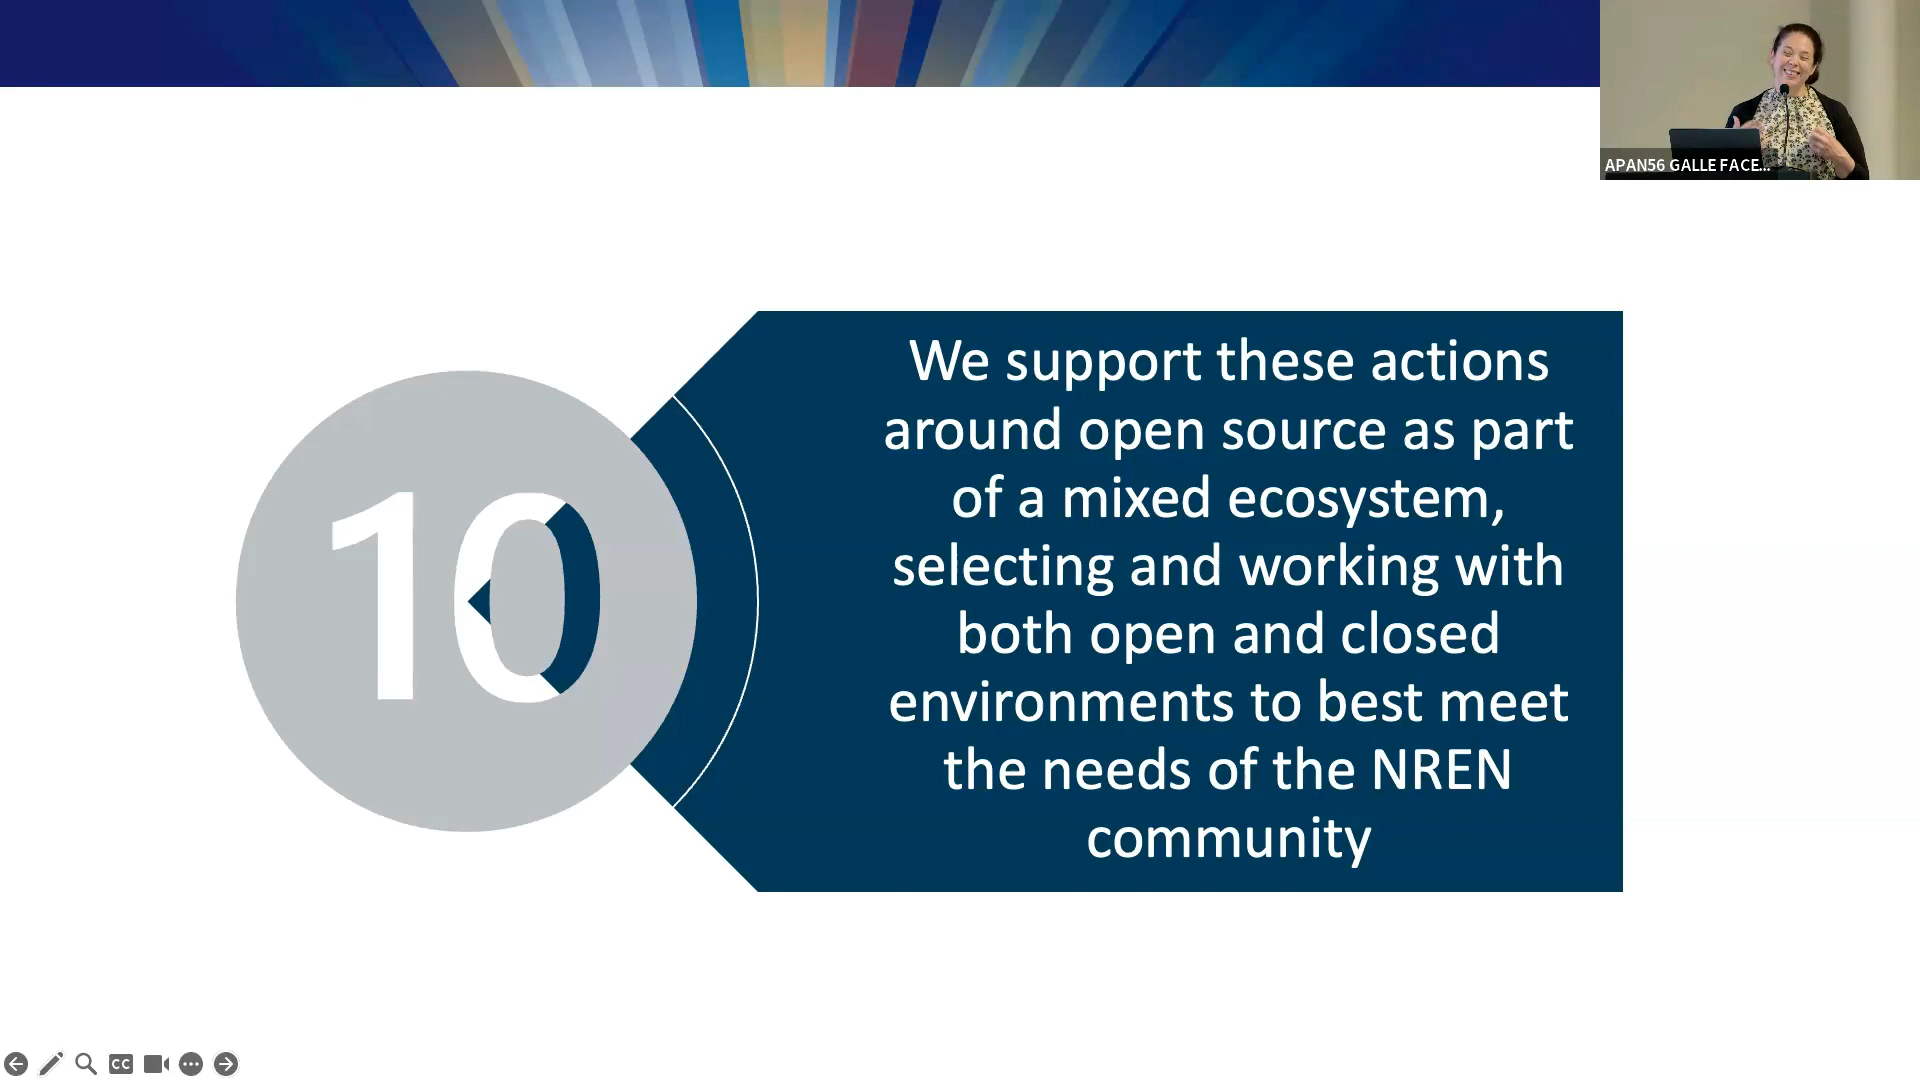 APAN56 GALLE FACE...
10
We support these actions
around open source as part
of a mixed ecosystem,
selecting and working with
both open and closed
environments to best meet
the needs of the NREN
community
CC